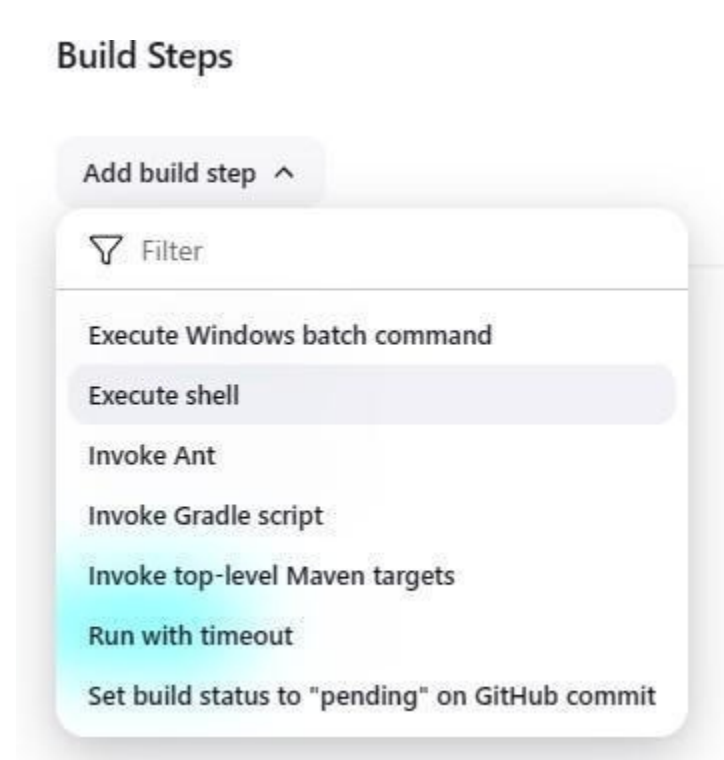 Build Steps
Add build step
Filter
Execute Windows batch command
Execute shell
Invoke Ant
Invoke Gradle script
Invoke top-level Maven targets
Run with timeout
Set build status to "pending" on GitHub commit